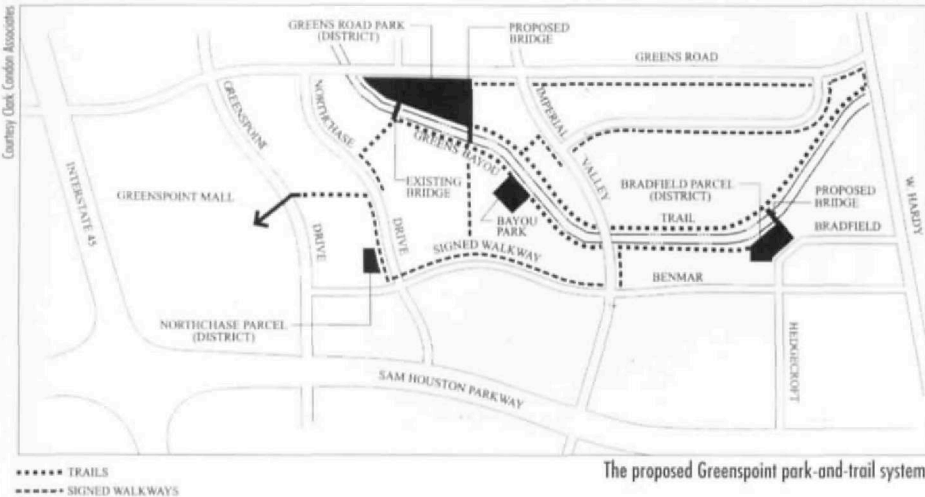 Courtesy Clark Condon Associates
GREENS ROAD PARK
(DISTRICT)
PROPOSED
BRIDGE
GREENS ROAD
GREENSPOINT
NORTHCHASE
IMPERIAL
INTERSTATE 45
GREENSPOINT MALL
EXISTING
BRIDGE
GREENS BAYOU
BAYOU
PARK
VALLEY
BRADFIELD PARCEL
(DISTRICT)
PROPOSED
BRIDGE
TRAIL
BRADFIELD
W. HARDY
DRIVE
DRIVE
SIGNED WALKWAY
BENMAR
NORTHCHASE PARCEL
(DISTRICT)
HEDGECROFT
SAM HOUSTON PARKWAY
TRAILS
SIGNED WALKWAYS
The proposed Greenspoint park-and-trail system